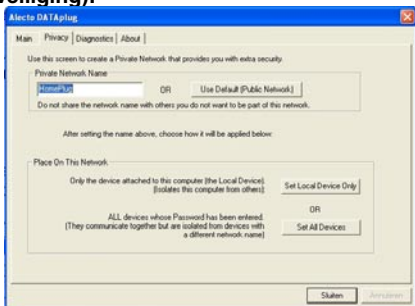 veiliging).
Alecto DATAplug
Main Privacy Diagnostics About
Use this screen to create a Private Network that provides you with extra security.
Private Network Name
HomePlug OR Use Default (Public Network)
Do not share the network name with others you do not want to be part of this network.
After setting the name above, choose how it will be applied below:
Place On This Network
Only the device attached to this computer (the Local Device). Set Local Device Only
(Isolates this computer from others):
OR
ALL devices whose Password has been entered. Set All Devices
(They communicate together but are isolated from devices with
a different network name)
Sluiten Annuleren